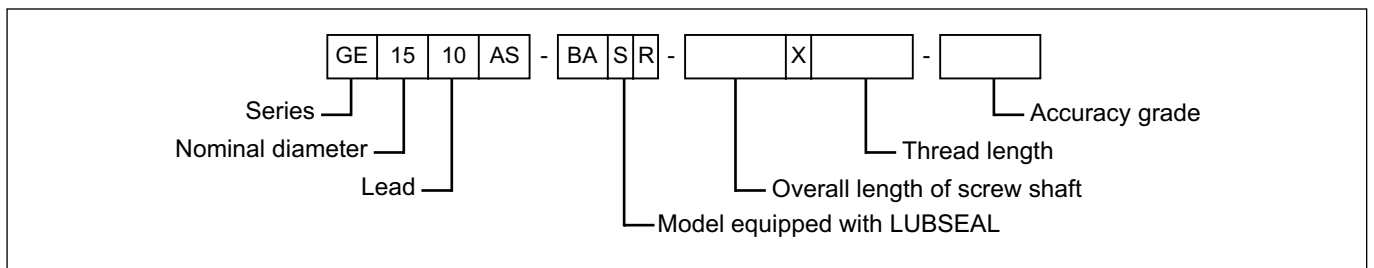 GE 15 10 AS - BA S R - X -
Series
Accuracy grade
Nominal diameter
Thread length
Lead
Overall length of screw shaft
Model equipped with LUBSEAL